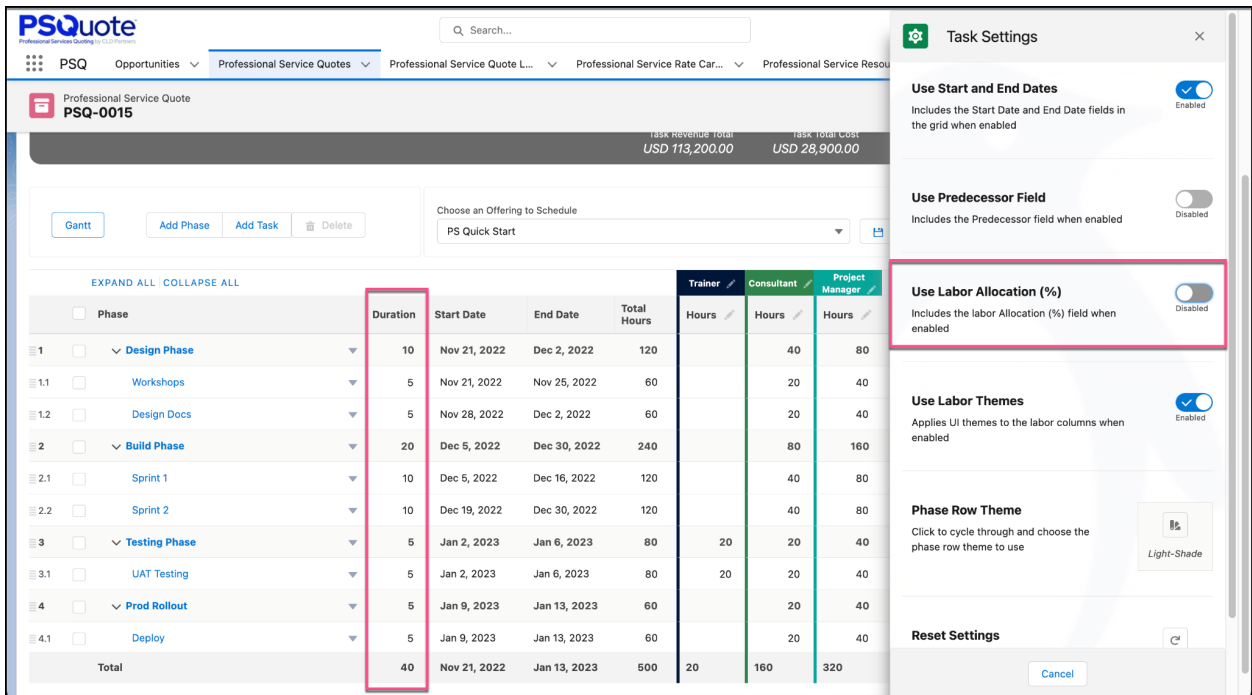 PSQuote
Professional Services Quoting by CLD Partners
Search...
PSQ
Opportunities
Professional Service Quotes
Professional Service Quote L...
Professional Service Rate Car...
Professional Service Resou
Professional Service Quote
PSQ-0015
Task Revenue Total
Task Total Cost
USD 113,200.00
USD 28,900.00
Gantt
Add Phase
Add Task
Delete
Choose an Offering to Schedule
PS Quick Start
EXPAND ALL COLLAPSE ALL
Trainer
Consultant
Project
Manager
Phase
Duration
Start Date
End Date
Total
Hours
Hours
Hours
Hours
1 Design Phase 10 Nov 21, 2022 Dec 2, 2022 120 40 80
1.1 Workshops 5 Nov 21, 2022 Nov 25, 2022 60 20 40
1.2 Design Docs 5 Nov 28, 2022 Dec 2, 2022 60 20 40
2 Build Phase 20 Dec 5, 2022 Dec 30, 2022 240 80 160
2.1 Sprint 1 10 Dec 5, 2022 Dec 16, 2022 120 40 80
2.2 Sprint 2 10 Dec 19, 2022 Dec 30, 2022 120 40 80
3 Testing Phase 5 Jan 2, 2023 Jan 6, 2023 80 20 20 40
3.1 UAT Testing 5 Jan 2, 2023 Jan 6, 2023 80 20 20 40
4 Prod Rollout 5 Jan 9, 2023 Jan 13, 2023 60 20 40
4.1 Deploy 5 Jan 9, 2023 Jan 13, 2023 60 20 40
Total 40 Nov 21, 2022 Jan 13, 2023 500 20 160 320
Task Settings
Use Start and End Dates
Includes the Start Date and End Date fields in
the grid when enabled
Enabled
Use Predecessor Field
Includes the Predecessor field when enabled
Disabled
Use Labor Allocation (%)
Includes the labor Allocation (%) field when
enabled
Disabled
Use Labor Themes
Applies UI themes to the labor columns when
enabled
Enabled
Phase Row Theme
Click to cycle through and choose the
phase row theme to use
Light-Shade
Reset Settings
Cancel